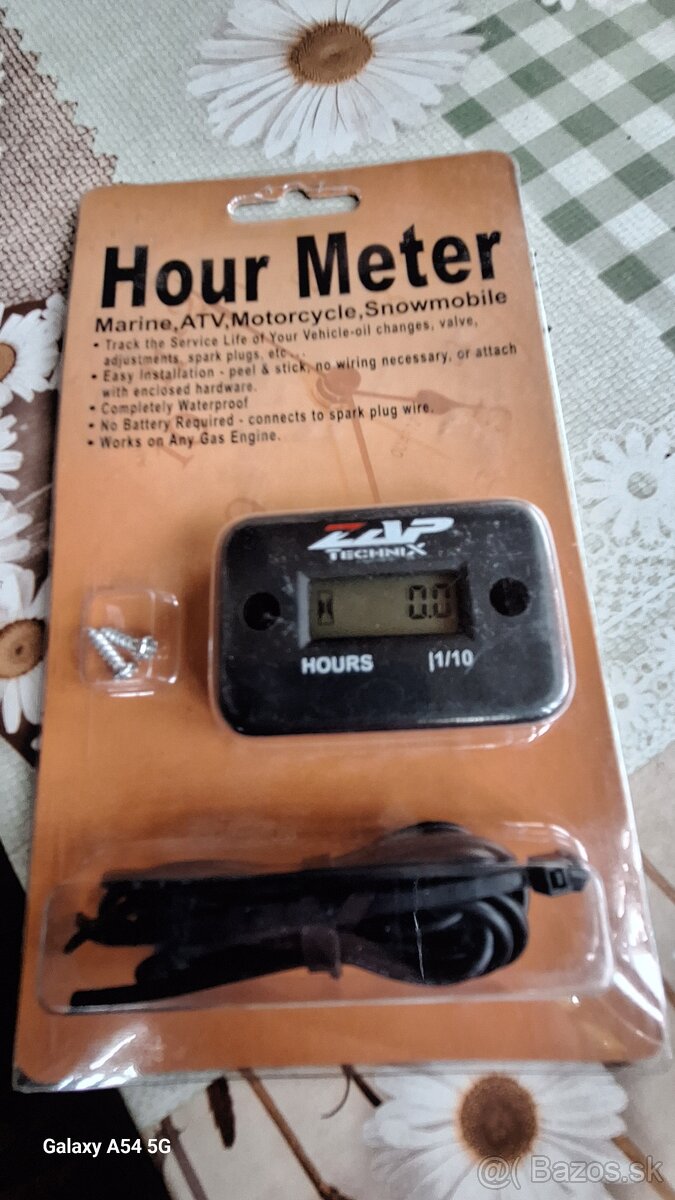 Hour Meter
Marine,ATV,Motorcycle,Snowmobile
• Track the Service Life of Your Vehicle-oil changes, valve,
adjustments, spark plugs, etc...
• Easy Installation - peel & stick, no wiring necessary, or attach
with enclosed hardware.
• Completely Waterproof
• No Battery Required - connects to spark plug wire.
• Works on Any Gas Engine.
ZAP
TECHNIX
0.0
HOURS |1/10
Galaxy A54 5G
@( Bazos.sk